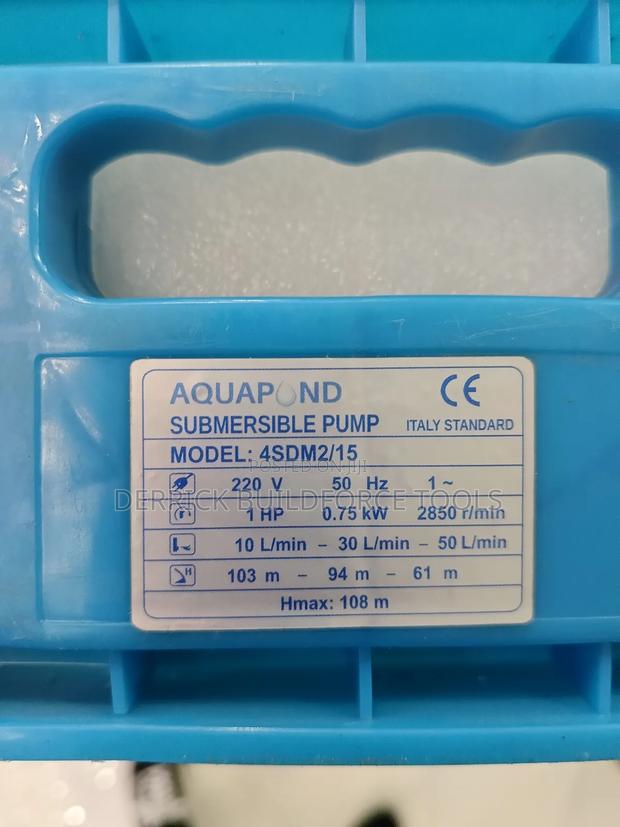 AQUAPOND
CE
SUBMERSIBLE PUMP
ITALY STANDARD
MODEL: 4SDM2/15
POSTED ON JIJI
220 V 50 Hz 1 ~
DERRICK BUILDFORCE TOOLS
1 HP 0.75 kW 2850 r/min
10 L/min – 30 L/min – 50 L/min
H 103 m – 94 m – 61 m
Hmax: 108 m